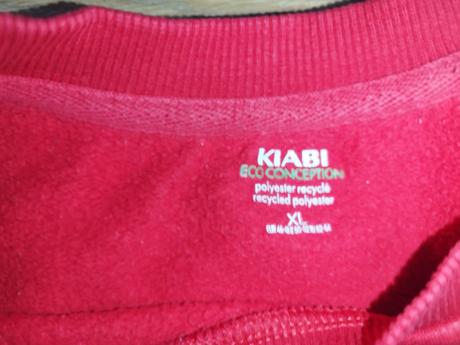 KIABI
ECO CONCEPTION
polyester recyclé
recycled polyester
XL